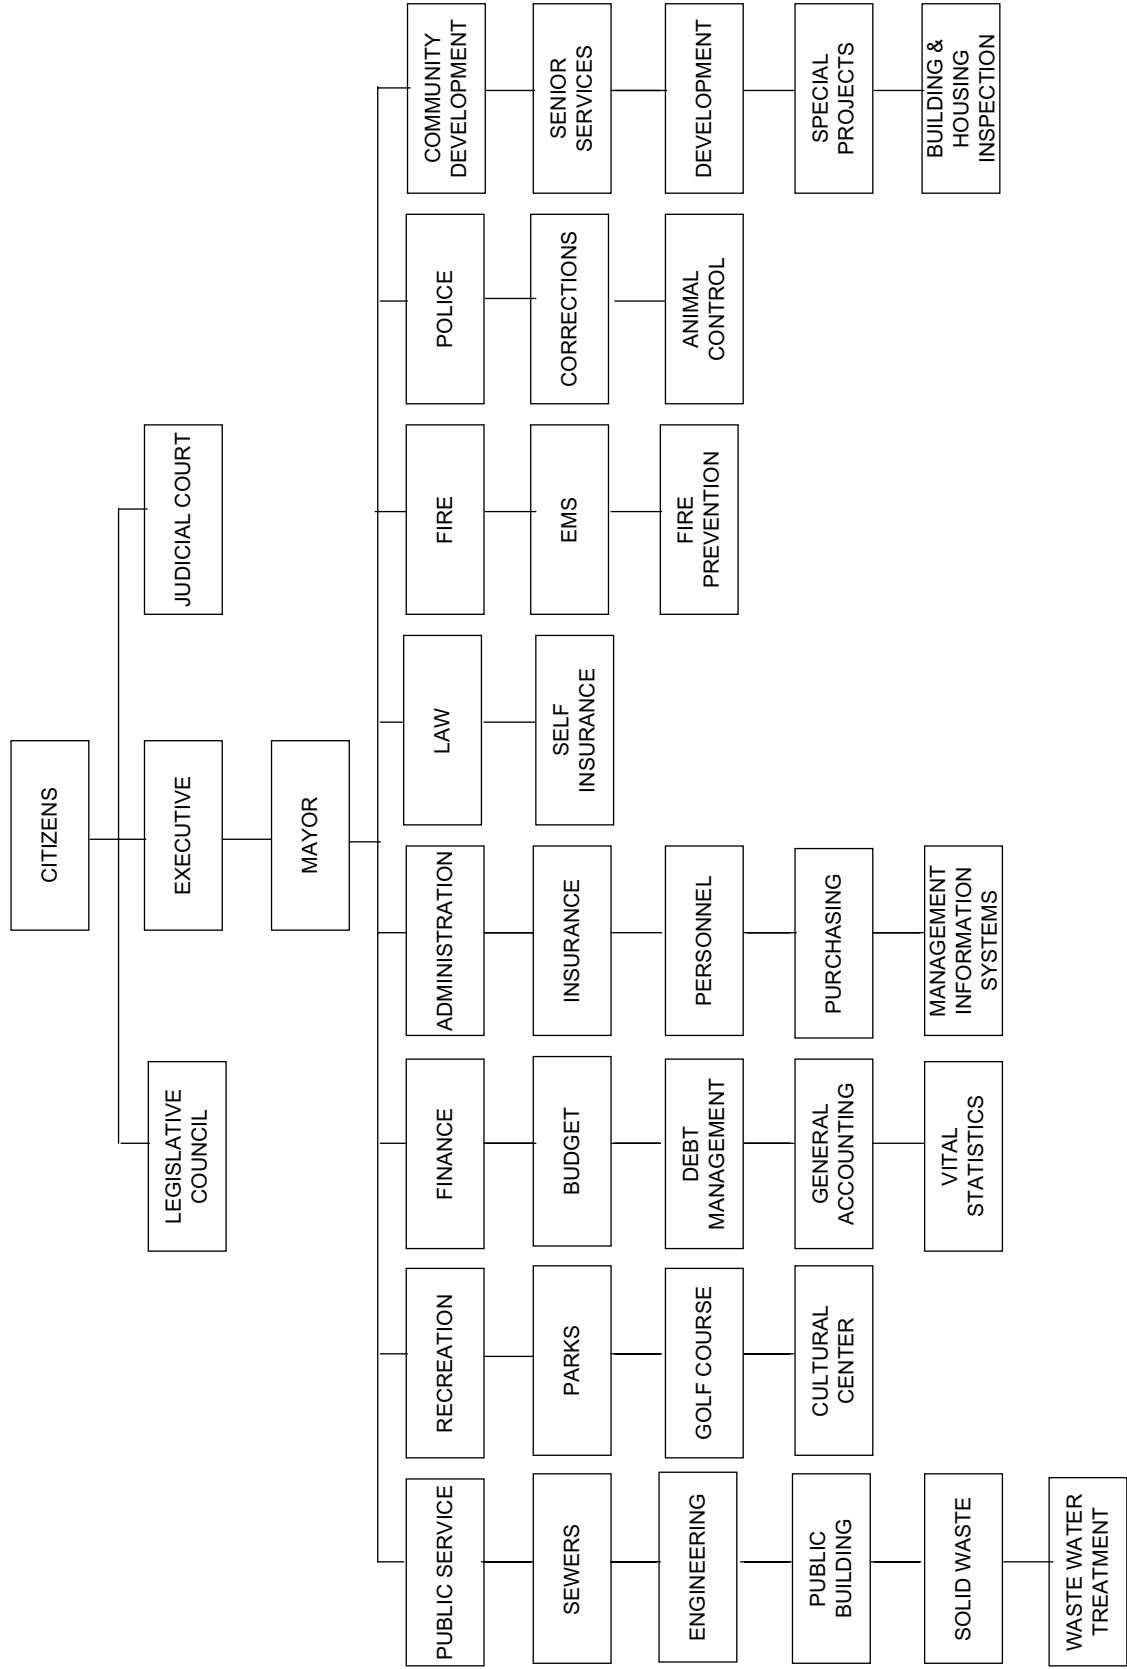 CITIZENS
LEGISLATIVE
COUNCIL
EXECUTIVE
JUDICIAL COURT
MAYOR
PUBLIC SERVICE
SEWERS
ENGINEERING
PUBLIC
BUILDING
SOLID WASTE
WASTE WATER
TREATMENT
RECREATION
PARKS
GOLF COURSE
CULTURAL
CENTER
FINANCE
BUDGET
DEBT
MANAGEMENT
GENERAL
ACCOUNTING
VITAL
STATISTICS
ADMINISTRATION
INSURANCE
PERSONNEL
PURCHASING
MANAGEMENT
INFORMATION
SYSTEMS
LAW
SELF
INSURANCE
FIRE
EMS
FIRE
PREVENTION
POLICE
CORRECTIONS
ANIMAL
CONTROL
COMMUNITY
DEVELOPMENT
SENIOR
SERVICES
DEVELOPMENT
SPECIAL
PROJECTS
BUILDING &
HOUSING
INSPECTION